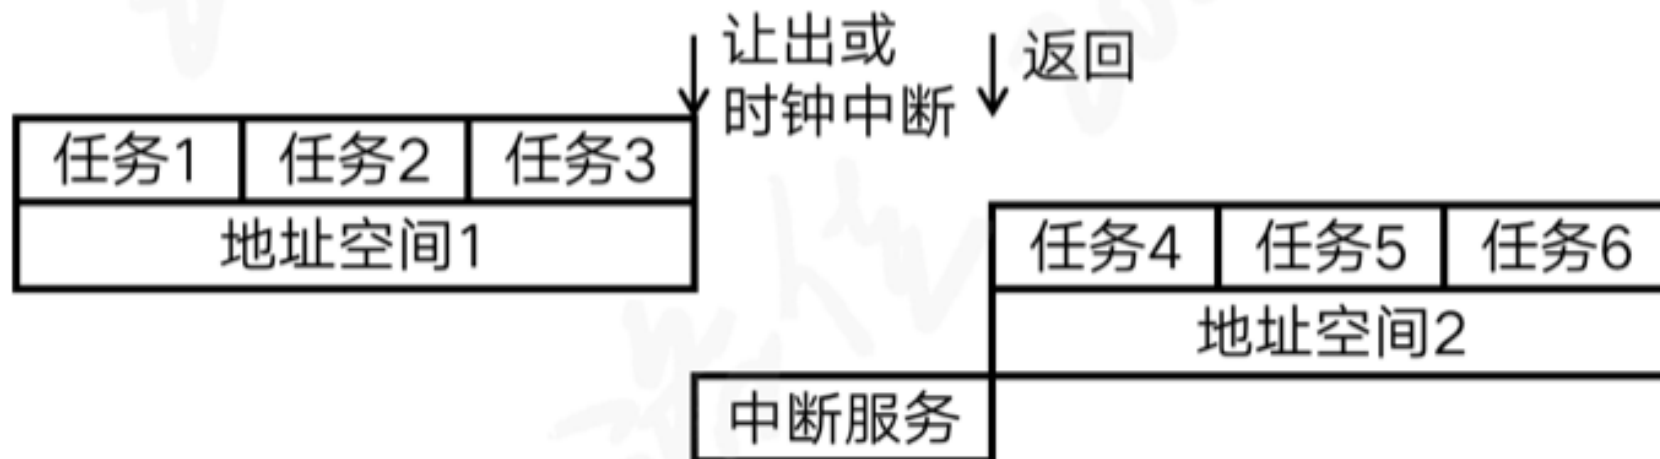 让出或
时钟中断
返回
任务1 任务2 任务3
地址空间1
任务4 任务5 任务6
地址空间2
中断服务